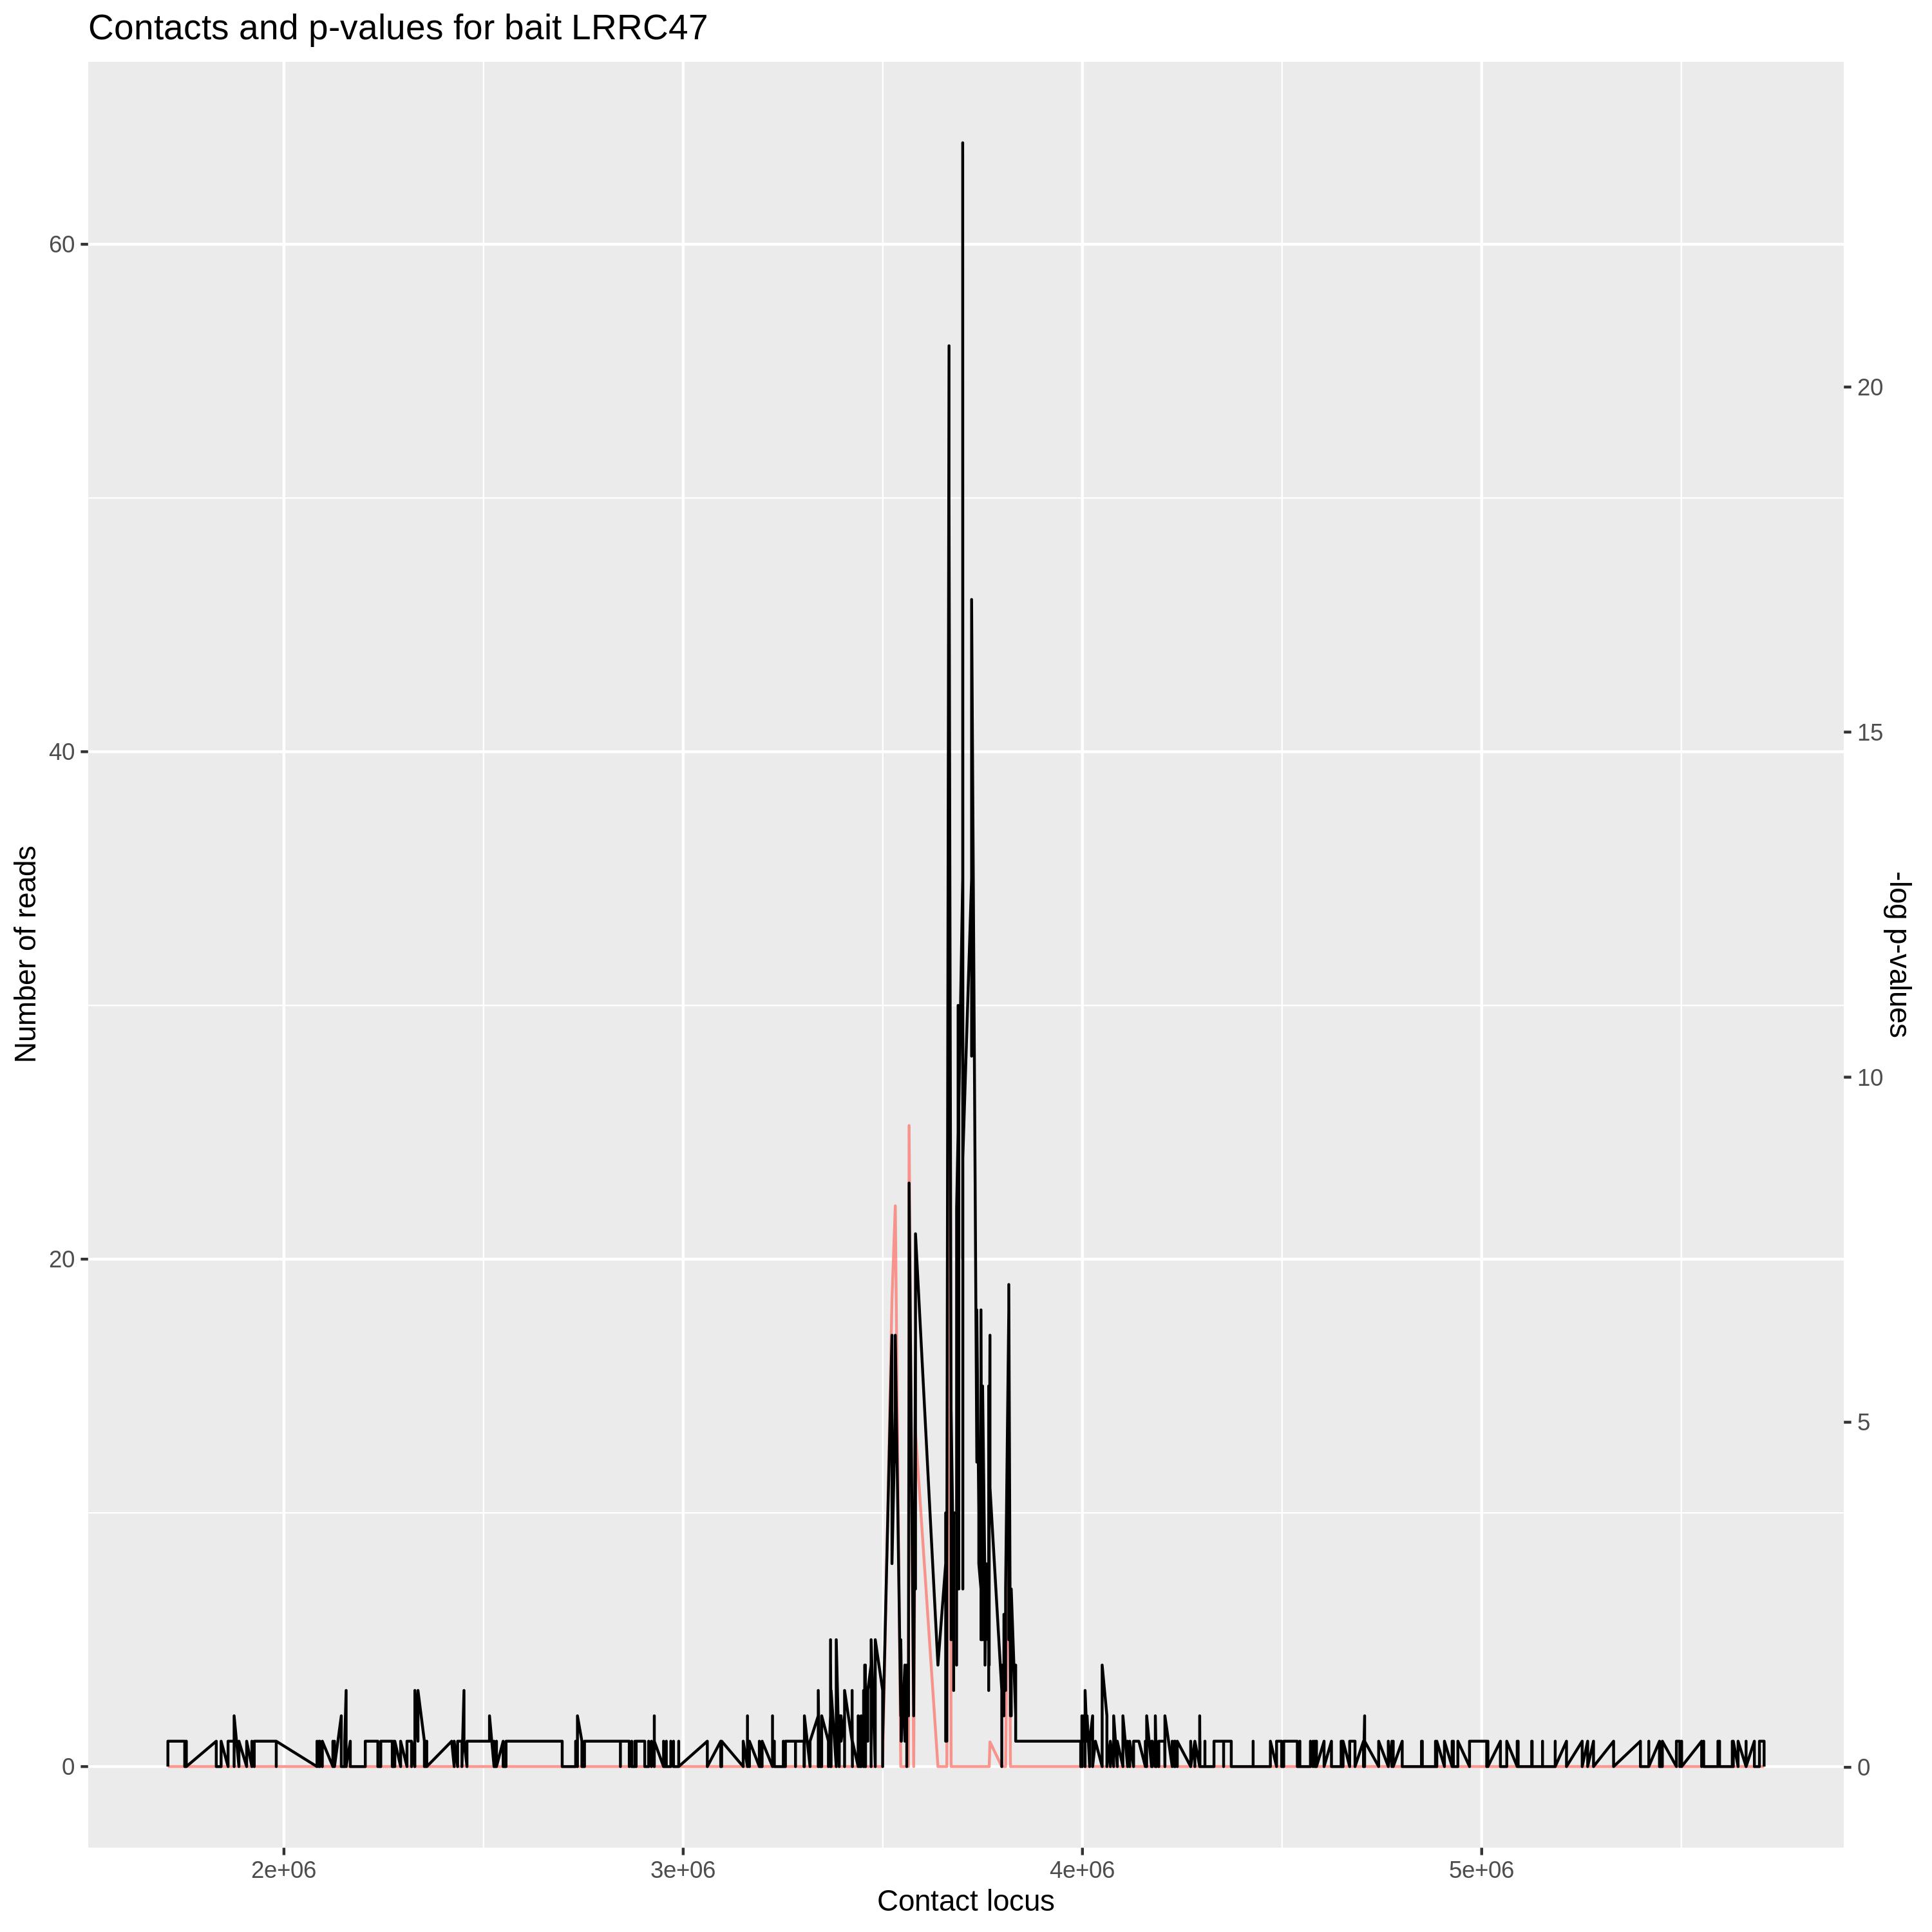 Contacts and p-values for bait LRRC47
60
40
20
0
Number of reads
20
15
10
5
0
-log p-values
2e+06
3e+06
4e+06
5e+06
Contact locus